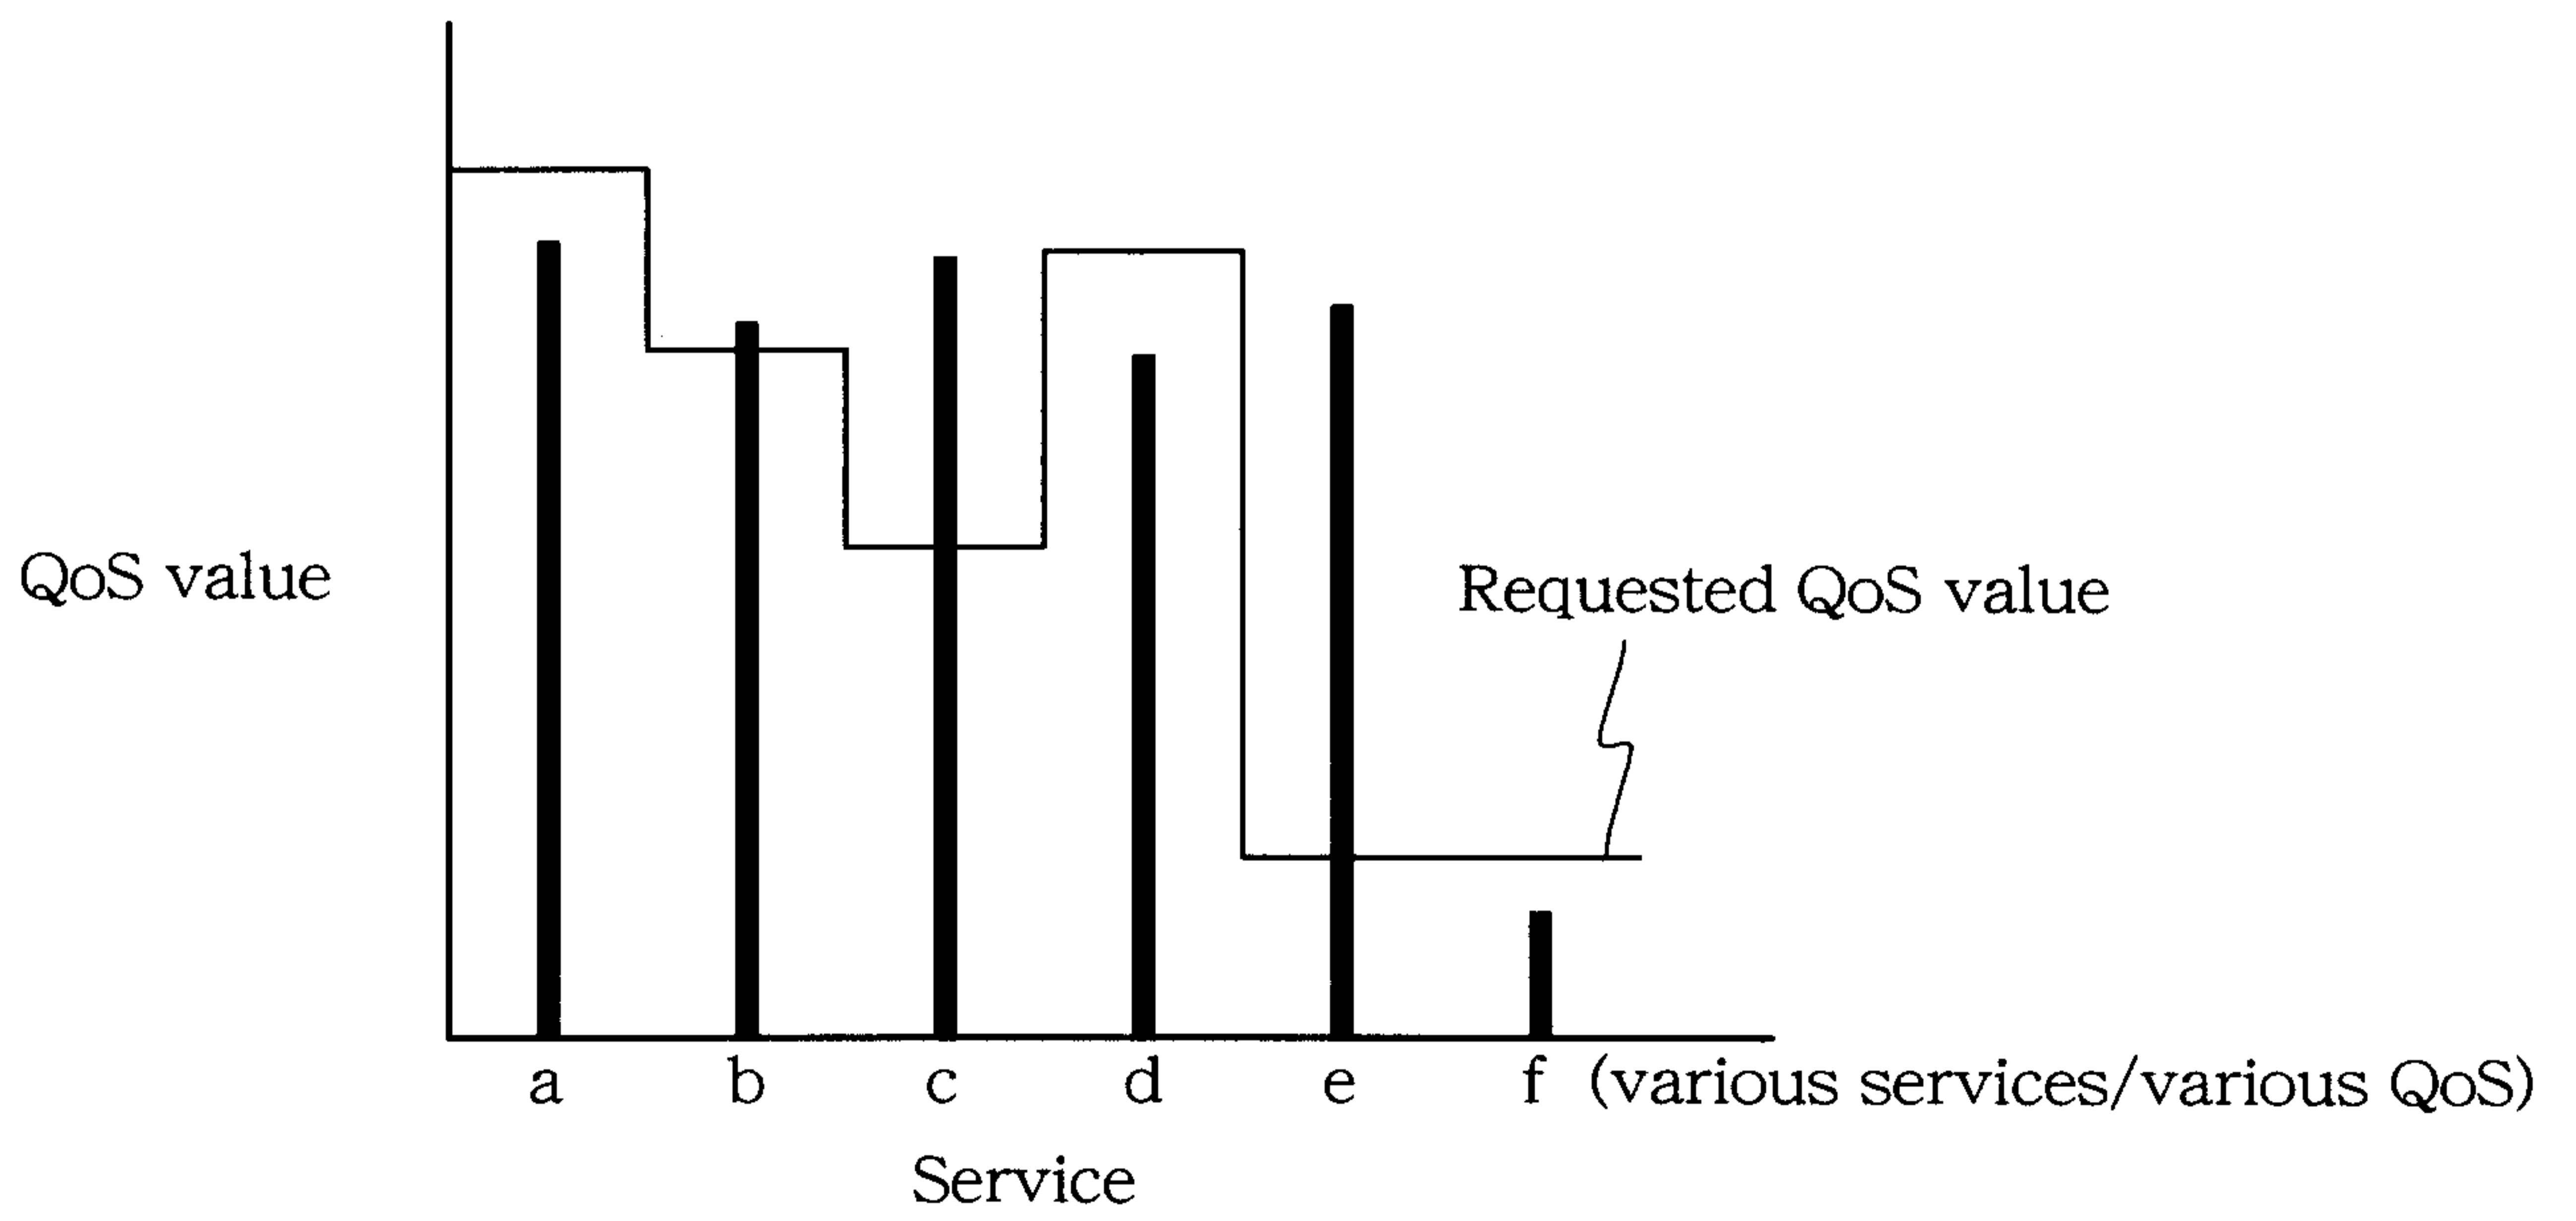 QoS value
Requested QoS value
a b c d e f (various services/various QoS)
Service